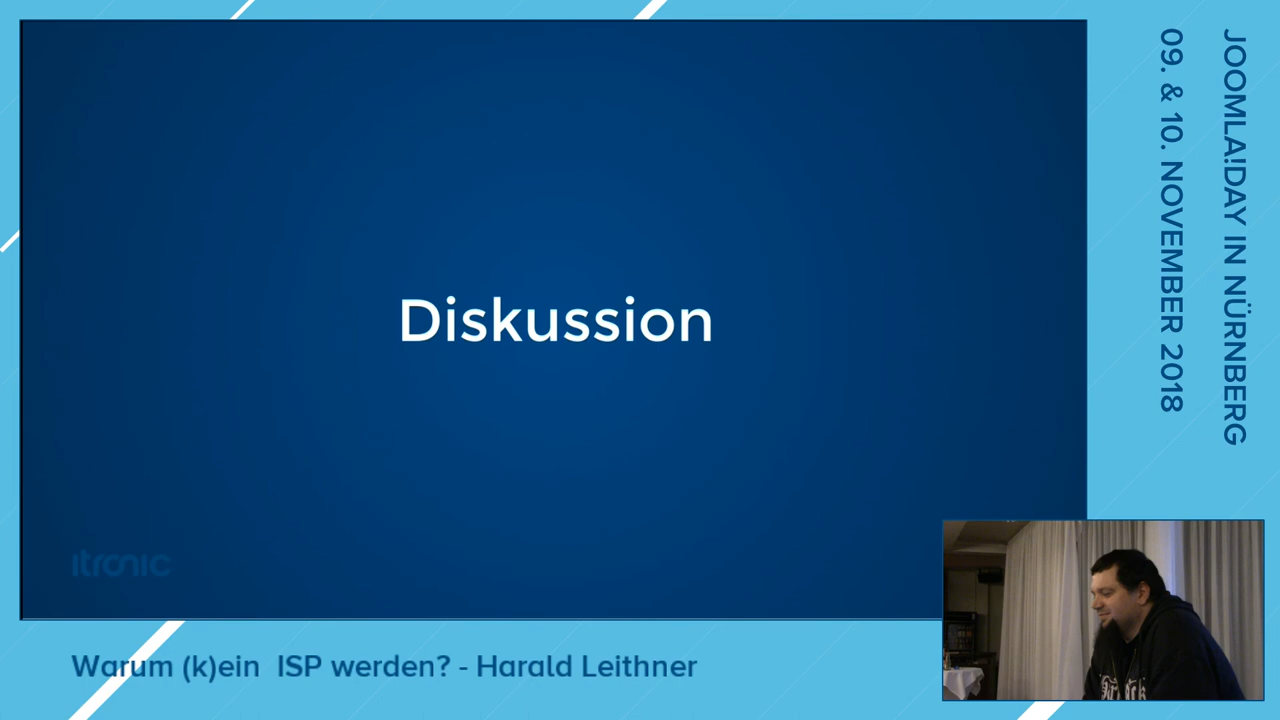 Diskussion
itronic
Warum (k)ein ISP werden? - Harald Leithner
JOOMLA!DAY IN NÜRNBERG
09. & 10. NOVEMBER 2018